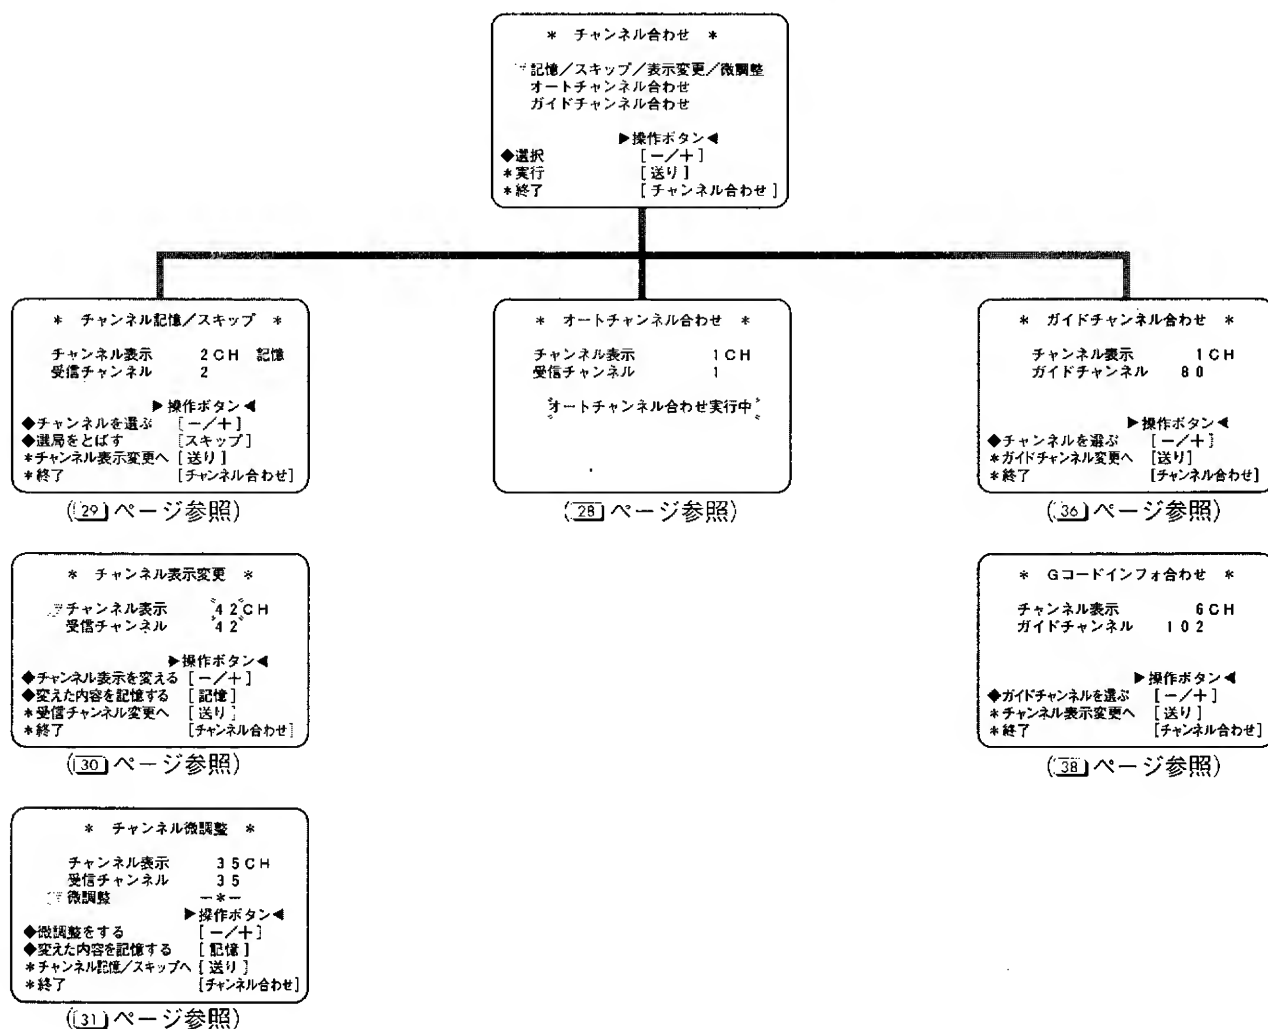 * チャンネル合わせ *
記憶/スキップ/表示変更/微調整
オートチャンネル合わせ
ガイドチャンネル合わせ
▶操作ボタン◀
◆選択 [-/+]
*実行 [送り]
*終了 [チャンネル合わせ]
* チャンネル記憶/スキップ *
チャンネル表示 2CH 記憶
受信チャンネル 2
▶操作ボタン◀
◆チャンネルを選ぶ [-/+]
◆選局をとばす [スキップ]
*チャンネル表示変更へ [送り]
*終了 [チャンネル合わせ]
(29ページ参照)
* オートチャンネル合わせ *
チャンネル表示 1CH
受信チャンネル 1
オートチャンネル合わせ実行中
(28ページ参照)
* ガイドチャンネル合わせ *
チャンネル表示 1CH
ガイドチャンネル 80
▶操作ボタン◀
◆チャンネルを選ぶ [-/+]
*ガイドチャンネル変更へ [送り]
*終了 [チャンネル合わせ]
(36ページ参照)
* チャンネル表示変更 *
チャンネル表示 42CH
受信チャンネル 42
▶操作ボタン◀
◆チャンネル表示を変える [-/+]
◆変えた内容を記憶する [記憶]
*受信チャンネル変更へ [送り]
*終了 [チャンネル合わせ]
(30ページ参照)
* Gコードインフォ合わせ *
チャンネル表示 6CH
ガイドチャンネル 102
▶操作ボタン◀
◆ガイドチャンネルを選ぶ [-/+]
*チャンネル表示変更へ [送り]
*終了 [チャンネル合わせ]
(38ページ参照)
* チャンネル微調整 *
チャンネル表示 35CH
受信チャンネル 35
微調整 -*-
▶操作ボタン◀
◆微調整をする [-/+]
◆変えた内容を記憶する [記憶]
*チャンネル記憶/スキップへ [送り]
*終了 [チャンネル合わせ]
(31ページ参照)